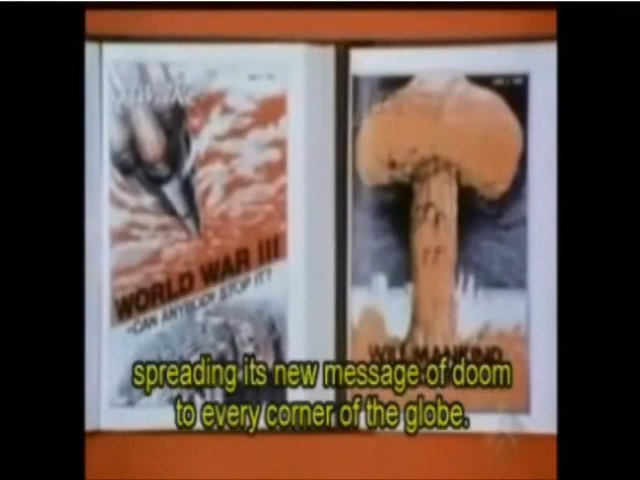 Awake
WORLD WAR III
-CAN ANYBODY STOP IT?
WILL MANKIND
spreading its new message of doom
to every corner of the globe.